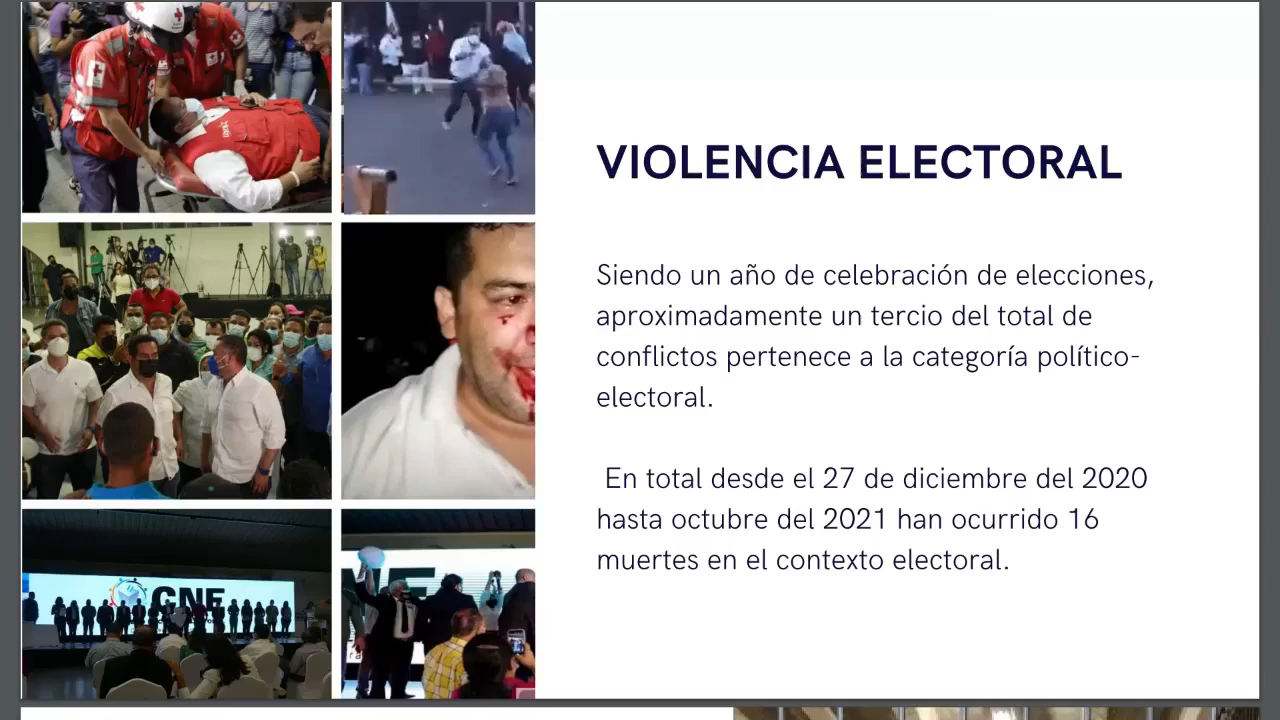 VIOLENCIA ELECTORAL
Siendo un año de celebración de elecciones,
aproximadamente un tercio del total de
conflictos pertenece a la categoría político-
electoral.
En total desde el 27 de diciembre del 2020
hasta octubre del 2021 han ocurrido 16
muertes en el contexto electoral.
CNE